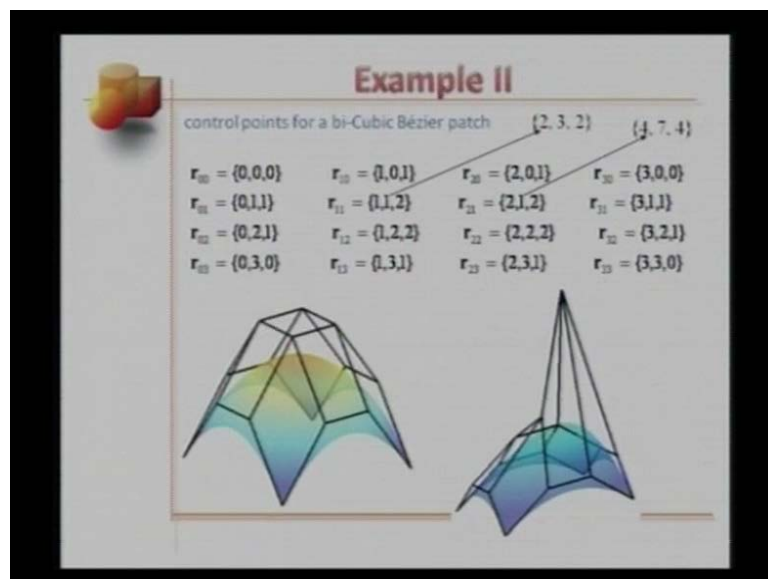 Example II
control points for a bi-Cubic Bézier patch {2, 3, 2} {4, 7, 4}
r₀₀ = {0,0,0} r₁₀ = {1,0,1} r₂₀ = {2,0,1} r₃₀ = {3,0,0}
r₀₁ = {0,1,1} r₁₁ = {1,1,2} r₂₁ = {2,1,2} r₃₁ = {3,1,1}
r₀₂ = {0,2,1} r₁₂ = {1,2,2} r₂₂ = {2,2,2} r₃₂ = {3,2,1}
r₀₃ = {0,3,0} r₁₃ = {1,3,1} r₂₃ = {2,3,1} r₃₃ = {3,3,0}